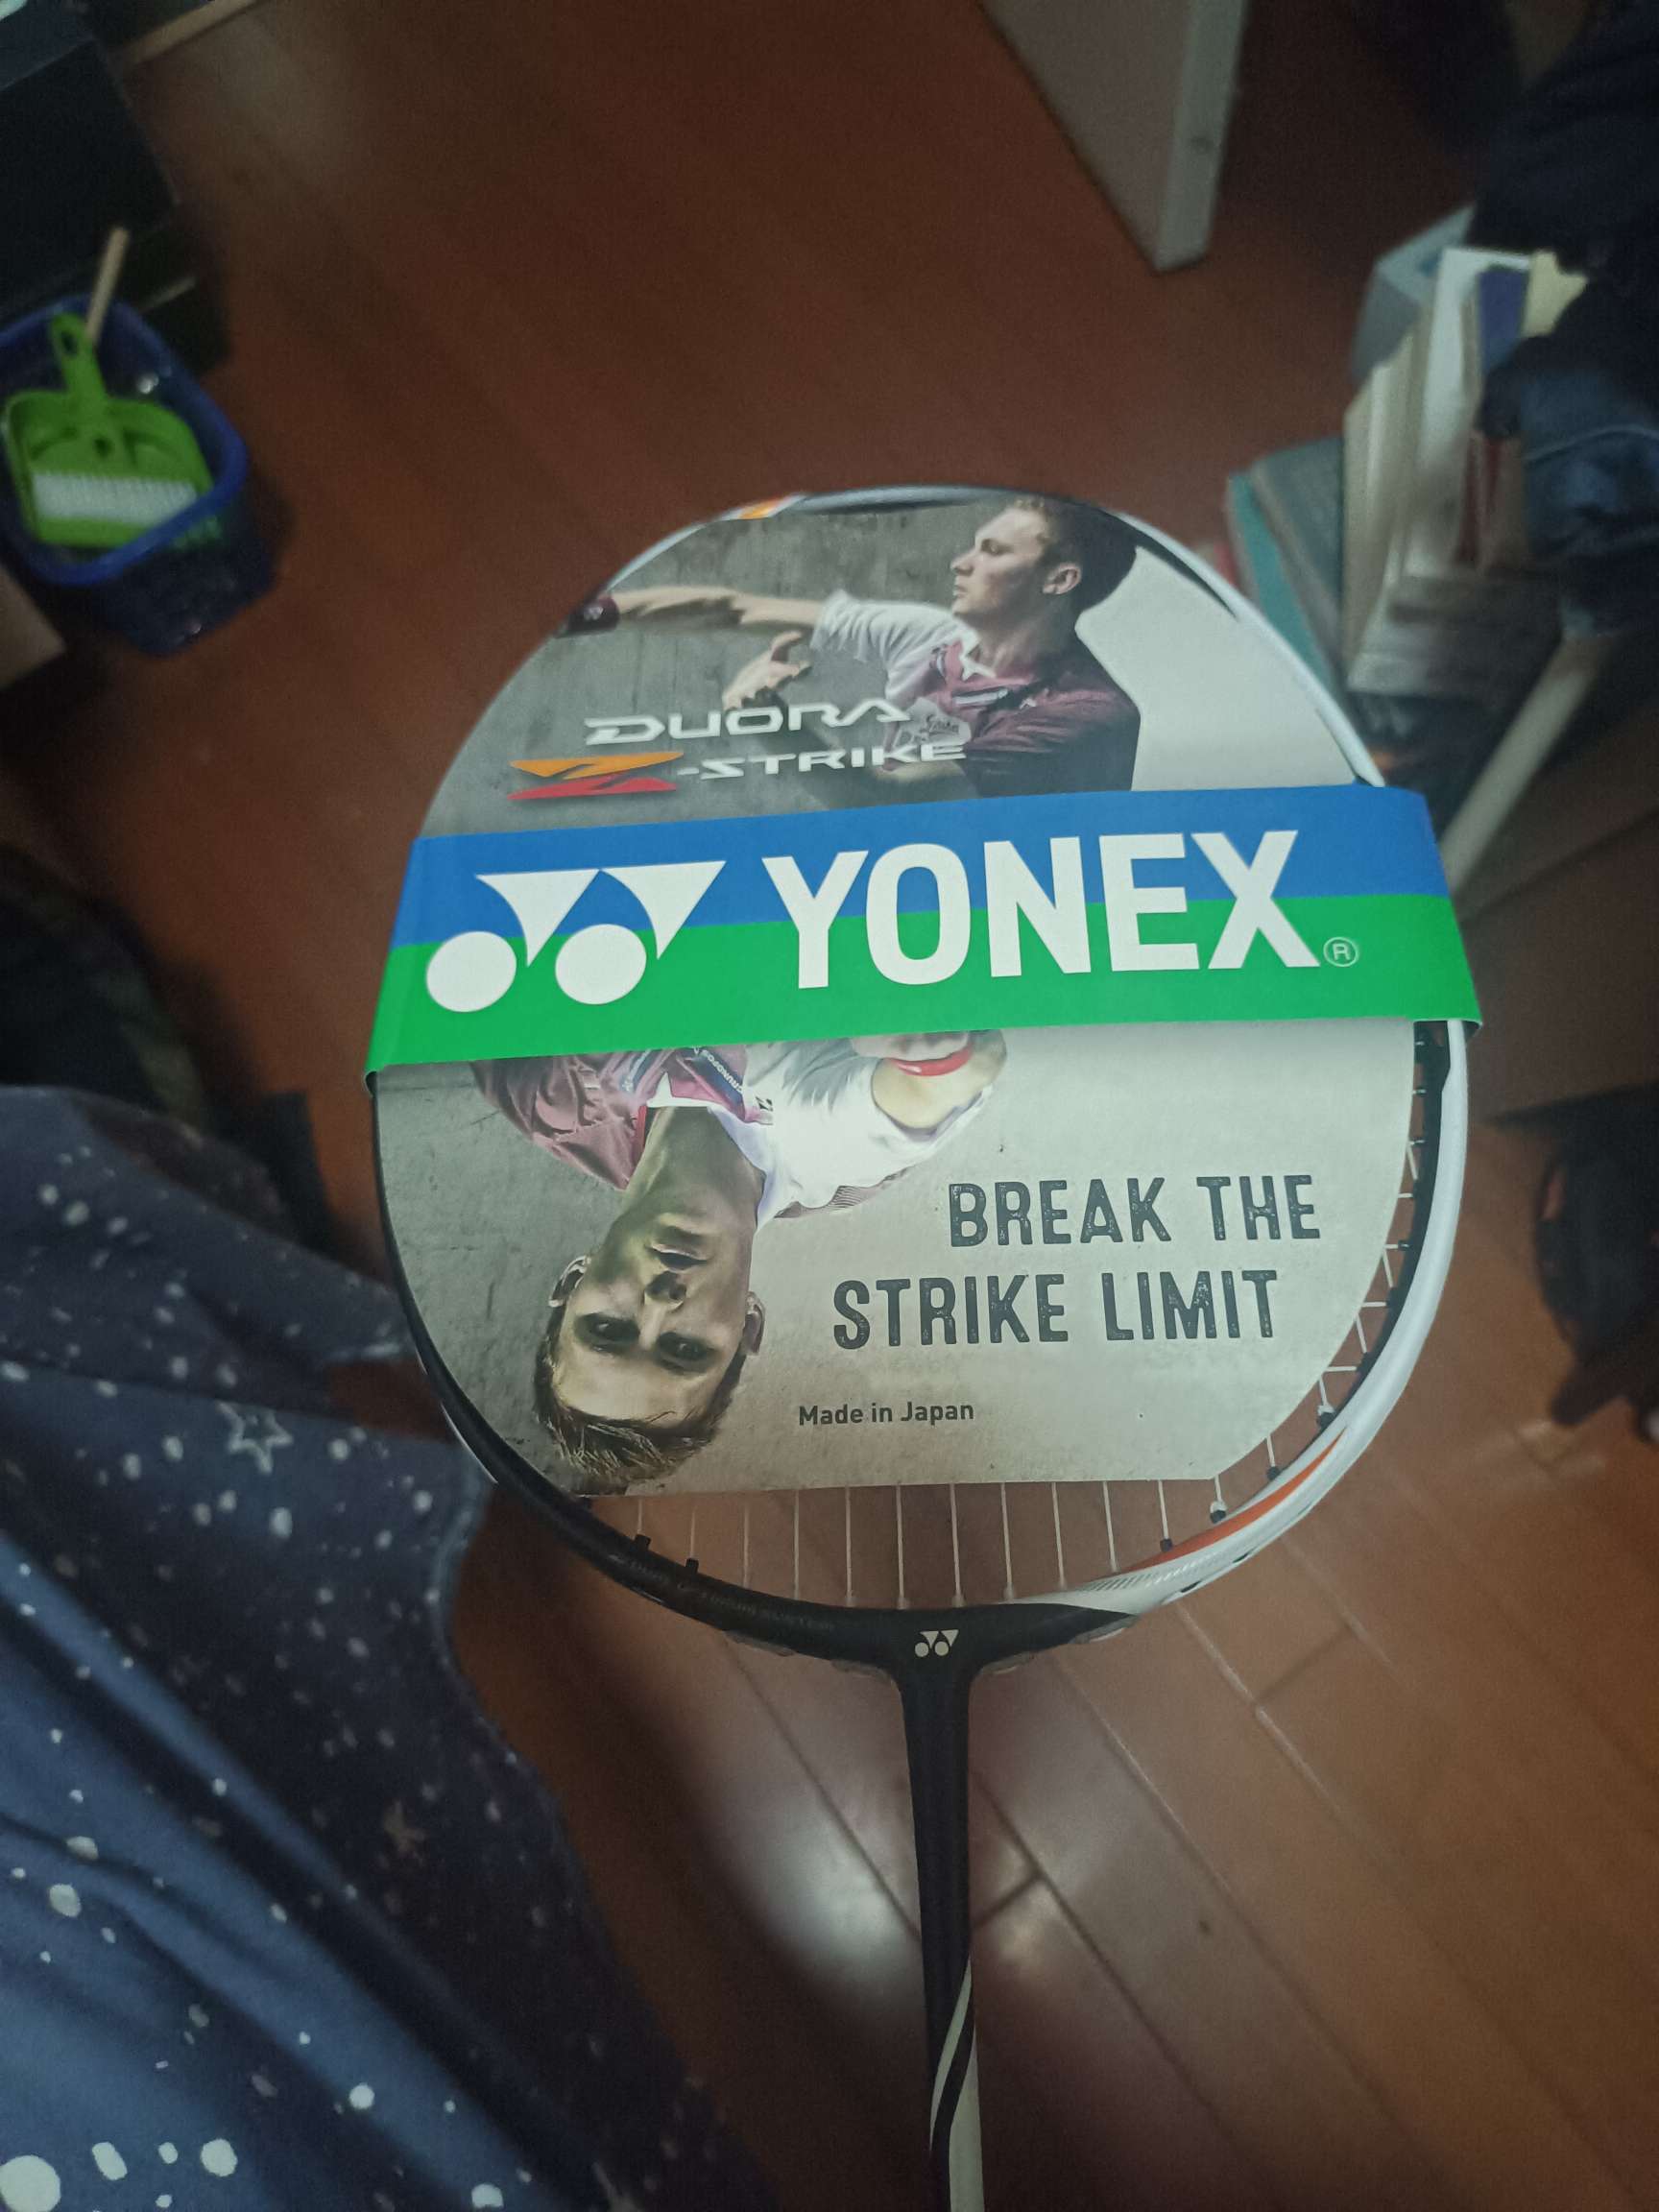 DUORA
Z-STRIKE
YONEX®
BREAK THE
STRIKE LIMIT
Made in Japan